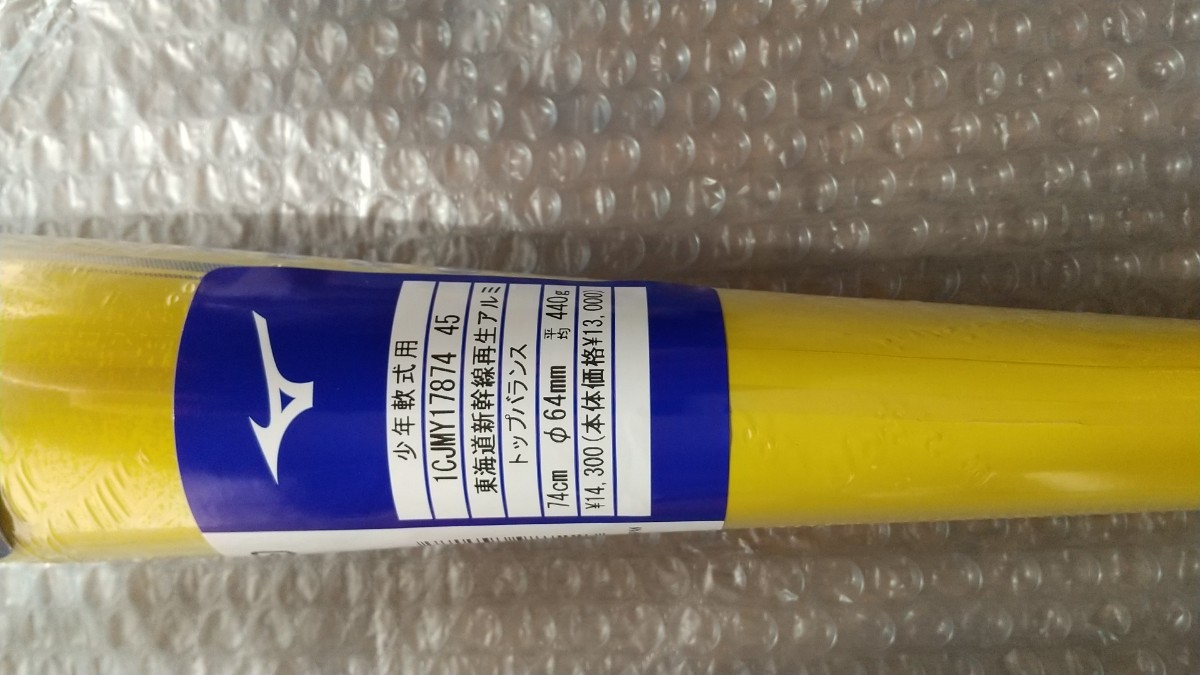 少年軟式用
1CJMY17874 45
東海道新幹線再生アルミ
トップバランス
74cm φ64mm 平均 440g
¥14,300(本体価格¥13,000)